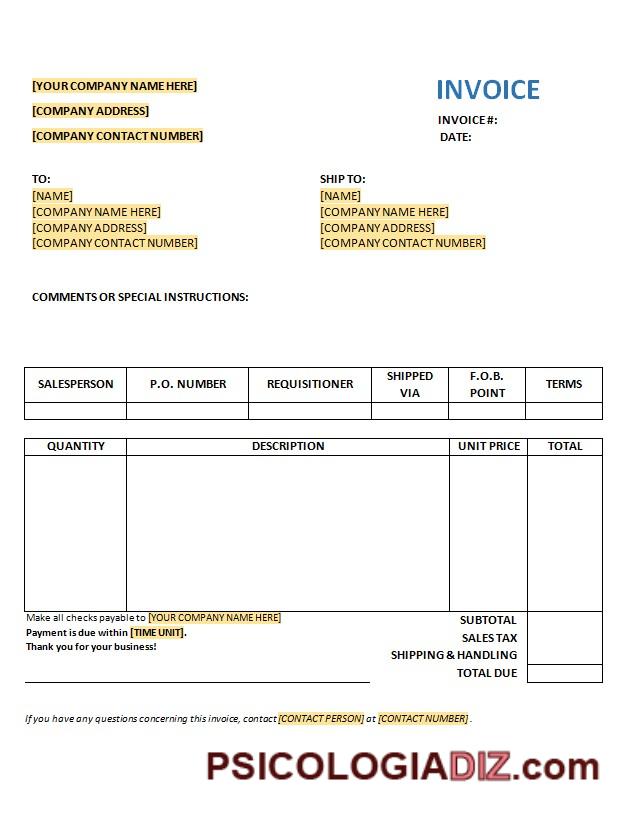 [YOUR COMPANY NAME HERE]
INVOICE
[COMPANY ADDRESS]
INVOICE #:
[COMPANY CONTACT NUMBER]
DATE:
TO:
[NAME]
[COMPANY NAME HERE]
[COMPANY ADDRESS]
[COMPANY CONTACT NUMBER]
SHIP TO:
[NAME]
[COMPANY NAME HERE]
[COMPANY ADDRESS]
[COMPANY CONTACT NUMBER]
COMMENTS OR SPECIAL INSTRUCTIONS:
SALESPERSON
P.O. NUMBER
REQUISITIONER
SHIPPED
VIA
F.O.B.
POINT
TERMS
QUANTITY
DESCRIPTION
UNIT PRICE
TOTAL
Make all checks payable to [YOUR COMPANY NAME HERE]
Payment is due within [TIME UNIT].
Thank you for your business!
SUBTOTAL
SALES TAX
SHIPPING & HANDLING
TOTAL DUE
If you have any questions concerning this invoice, contact [CONTACT PERSON] at [CONTACT NUMBER] .
PSICOLOGIADIZ.com